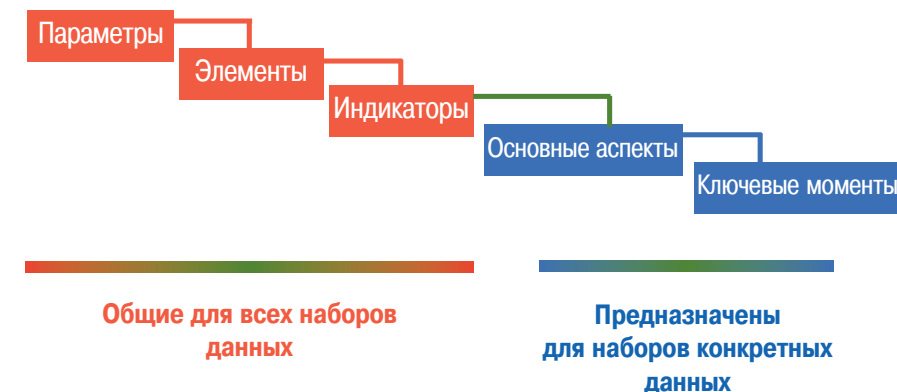 Параметры
Элементы
Индикаторы
Основные аспекты
Ключевые моменты
Общие для всех наборов
данных
Предназначены
для наборов конкретных
данных